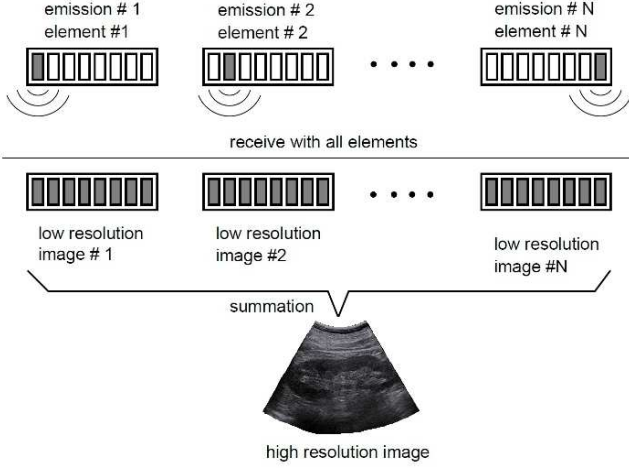 emission # 1
element #1
emission # 2
element # 2
emission # N
element # N
receive with all elements
low resolution
image # 1
low resolution
image #2
low resolution
image #N
summation
high resolution image